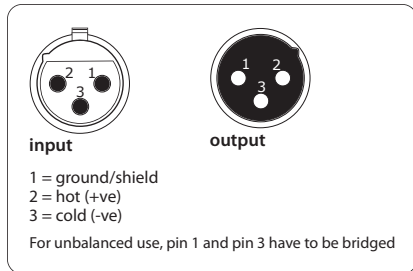 2 1
3
1 2
3
input
output
1 = ground/shield
2 = hot (+ve)
3 = cold (-ve)
For unbalanced use, pin 1 and pin 3 have to be bridged